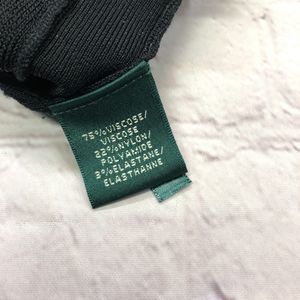 75%VISCOSE/
VISCOSE
22%NYLON/
POLYAMIDE
3%ELASTANE/
ELASTHANNE